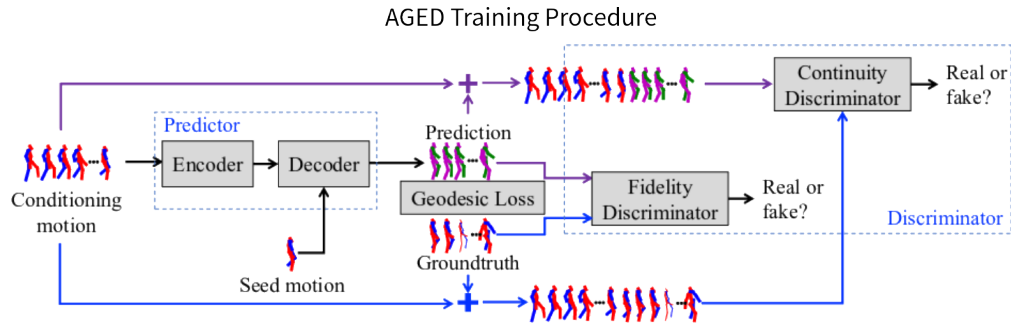 AGED Training Procedure
Predictor
Encoder
Decoder
Conditioning
motion
Seed motion
Prediction
Geodesic Loss
Groundtruth
Continuity
Discriminator
Real or
fake?
Fidelity
Discriminator
Real or
fake?
Discriminator